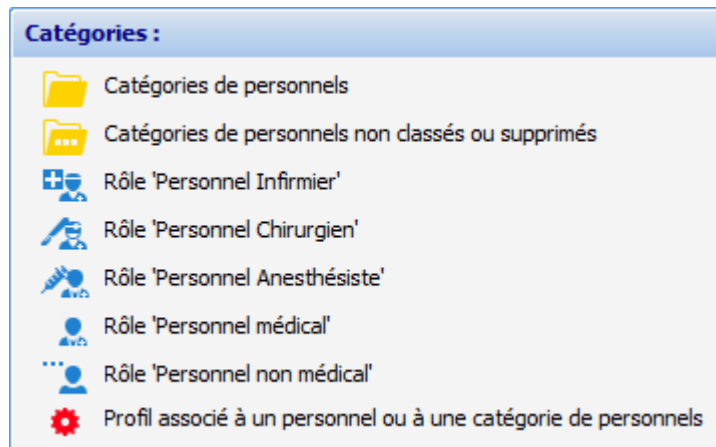 Catégories :
Catégories de personnels
Catégories de personnels non classés ou supprimés
Rôle 'Personnel Infirmier'
Rôle 'Personnel Chirurgien'
Rôle 'Personnel Anesthésiste'
Rôle 'Personnel médical'
Rôle 'Personnel non médical'
Profil associé à un personnel ou à une catégorie de personnels